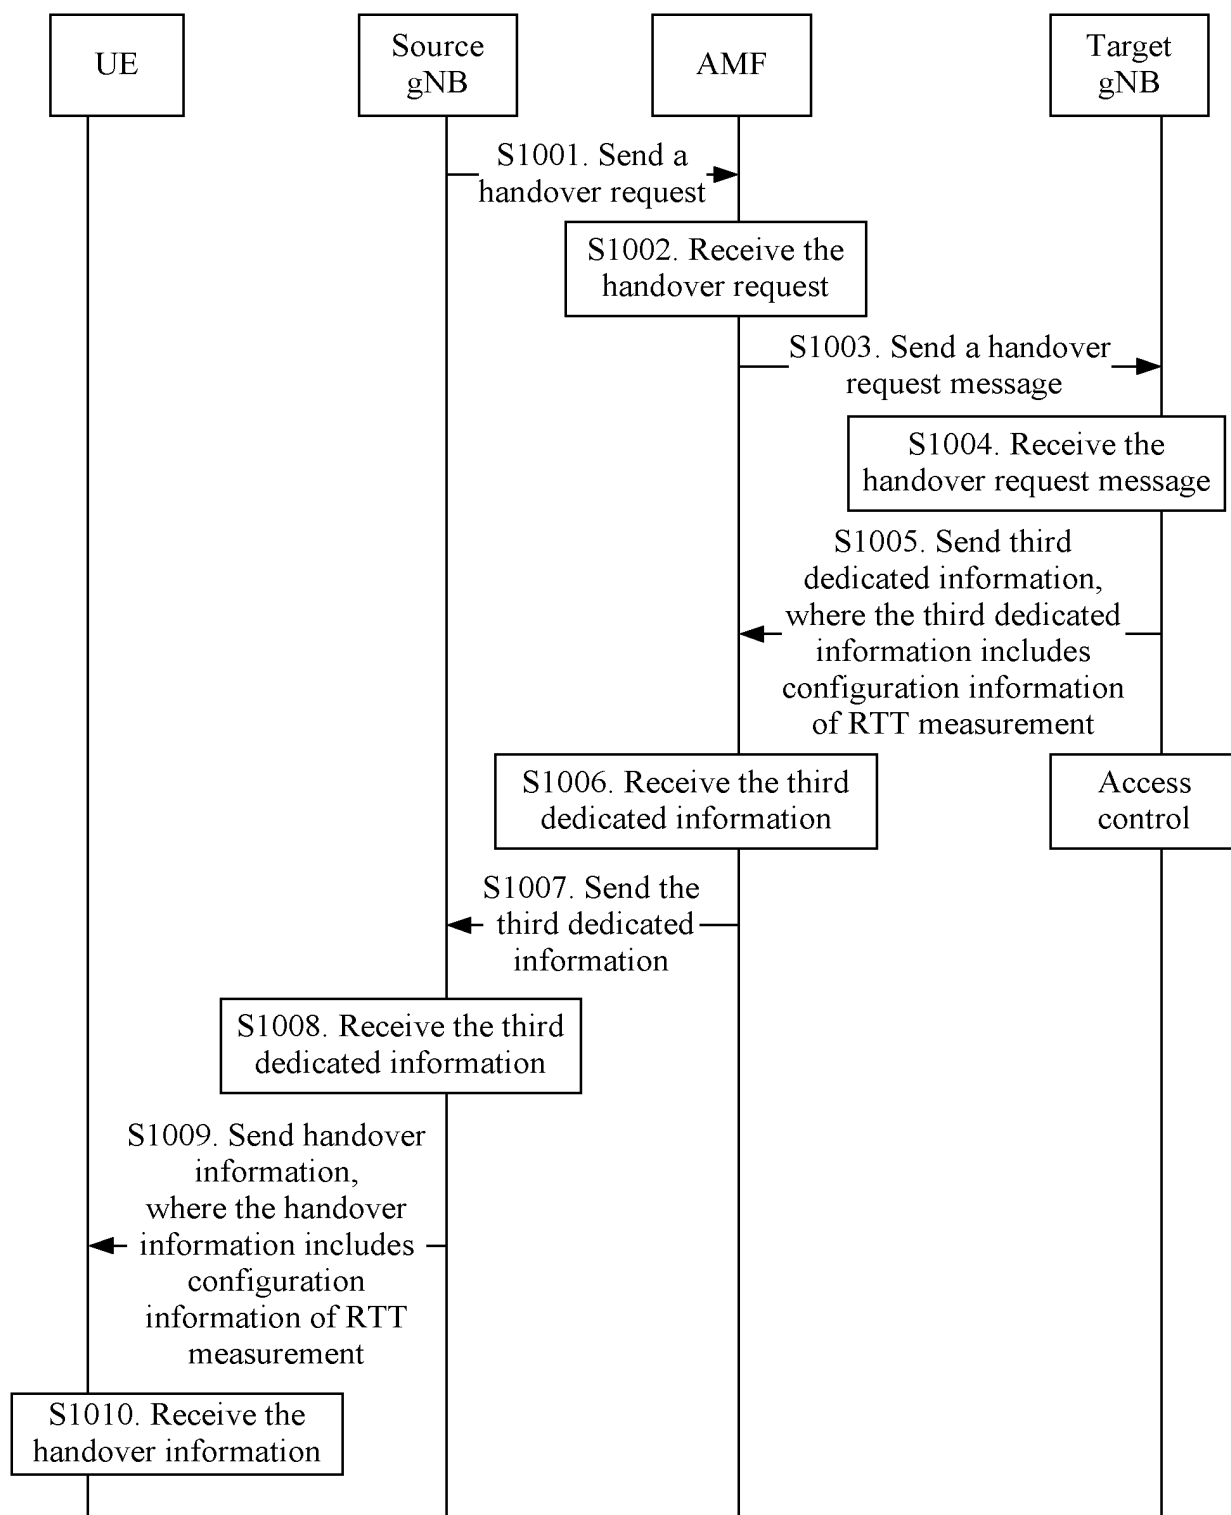 UE
Source
gNB
AMF
Target
gNB
S1001. Send a
handover request
S1002. Receive the
handover request
S1003. Send a handover
request message
S1004. Receive the
handover request message
S1005. Send third
dedicated information,
where the third dedicated
information includes
configuration information
of RTT measurement
S1006. Receive the third
dedicated information
Access
control
S1007. Send the
third dedicated
information
S1008. Receive the third
dedicated information
S1009. Send handover
information,
where the handover
information includes
configuration
information of RTT
measurement
S1010. Receive the
handover information